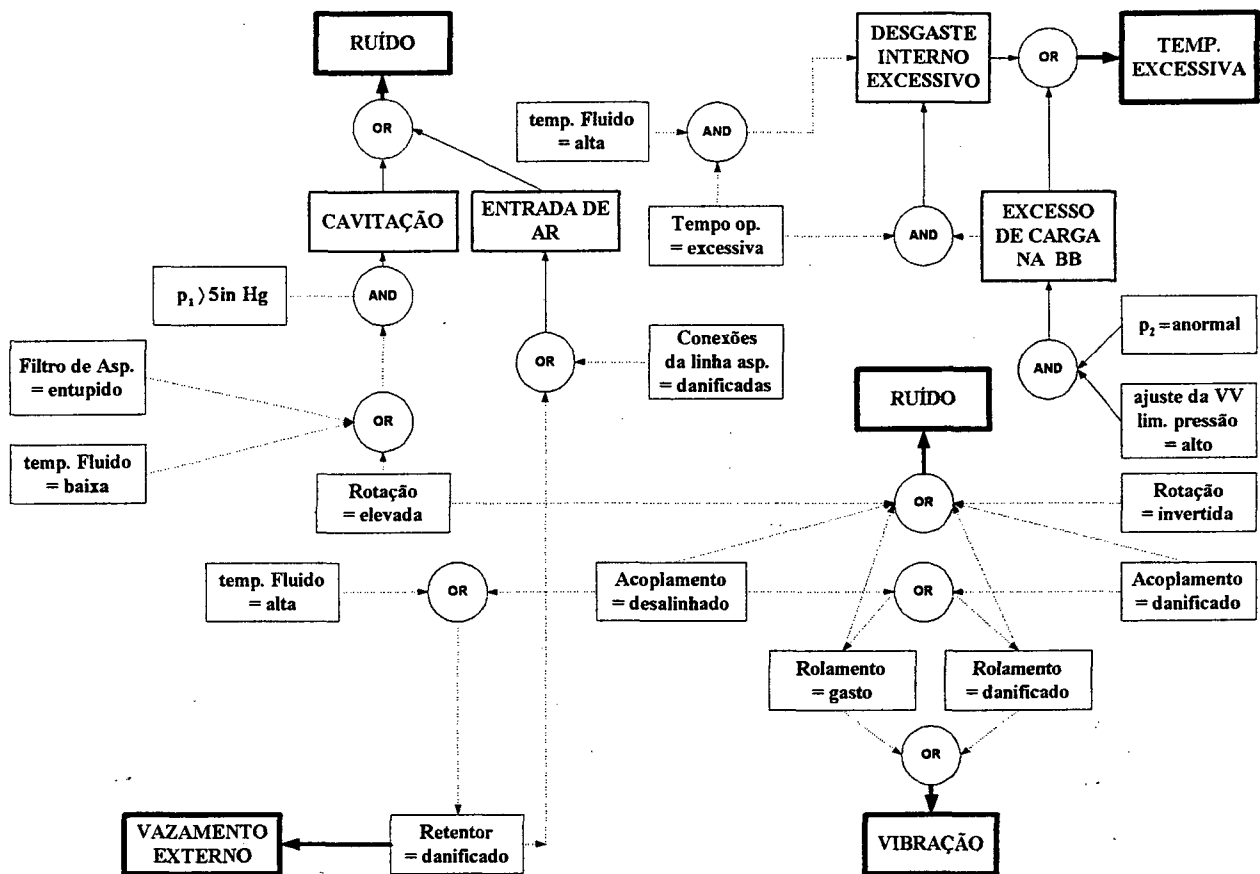 RUÍDO
OR
CAVITAÇÃO
ENTRADA DE
AR
p₁ ⟩ 5in Hg
AND
Filtro de Asp.
= entupido
temp. Fluido
= baixa
OR
Rotação
= elevada
OR
Conexões
da linha asp.
= danificadas
temp. Fluido
= alta
AND
Tempo op.
= excessiva
AND
DESGASTE
INTERNO
EXCESSIVO
OR
TEMP.
EXCESSIVA
EXCESSO
DE CARGA
NA BB
AND
p₂ = anormal
ajuste da VV
lim. pressão
= alto
RUÍDO
OR
Rotação
= invertida
temp. Fluido
= alta
OR
Acoplamento
= desalinhado
OR
Acoplamento
= danificado
Rolamento
= gasto
Rolamento
= danificado
OR
VAZAMENTO
EXTERNO
Retentor
= danificado
VIBRAÇÃO